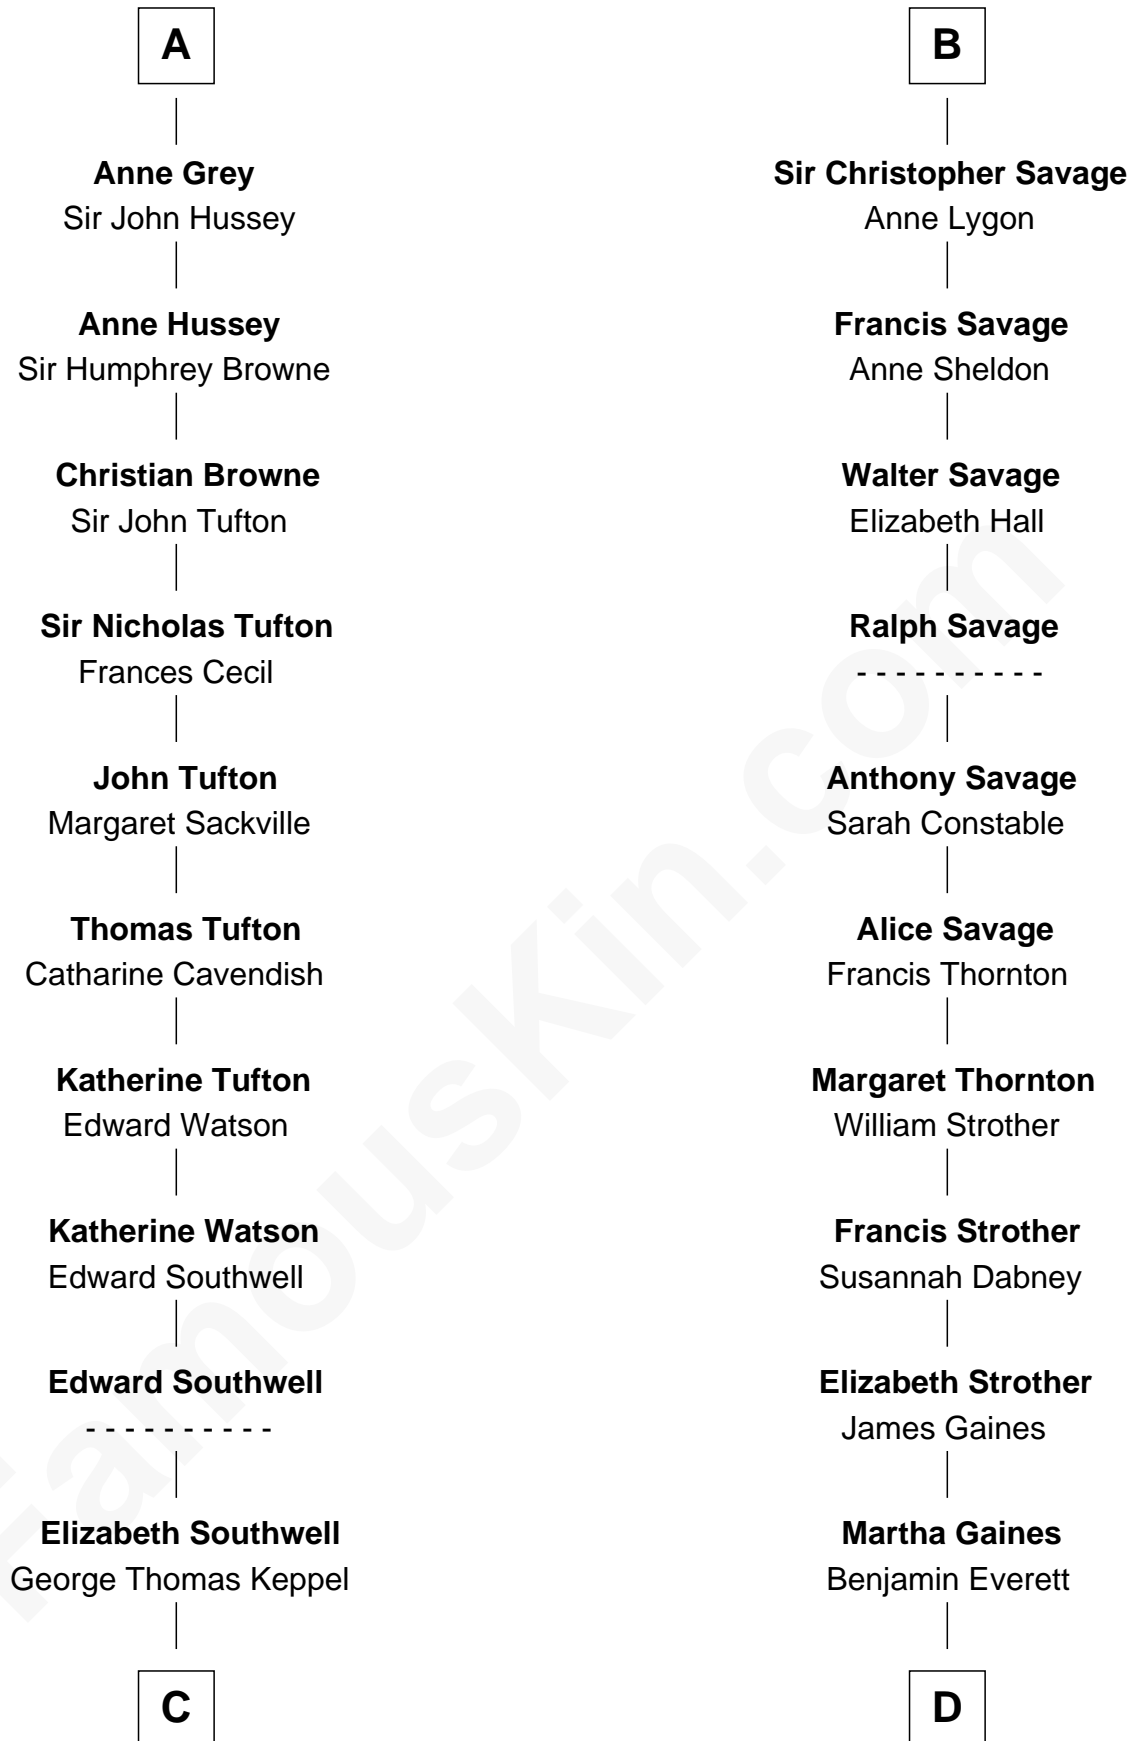 A
Anne Grey
Sir John Hussey
Anne Hussey
Sir Humphrey Browne
Christian Browne
Sir John Tufton
Sir Nicholas Tufton
Frances Cecil
John Tufton
Margaret Sackville
Thomas Tufton
Catharine Cavendish
Katherine Tufton
Edward Watson
Katherine Watson
Edward Southwell
Edward Southwell
- - - - - - - - - -
Elizabeth Southwell
George Thomas Keppel
C
B
Sir Christopher Savage
Anne Lygon
Francis Savage
Anne Sheldon
Walter Savage
Elizabeth Hall
Ralph Savage
- - - - - - - - - -
Anthony Savage
Sarah Constable
Alice Savage
Francis Thornton
Margaret Thornton
William Strother
Francis Strother
Susannah Dabney
Elizabeth Strother
James Gaines
Martha Gaines
Benjamin Everett
D
FamousKin.com